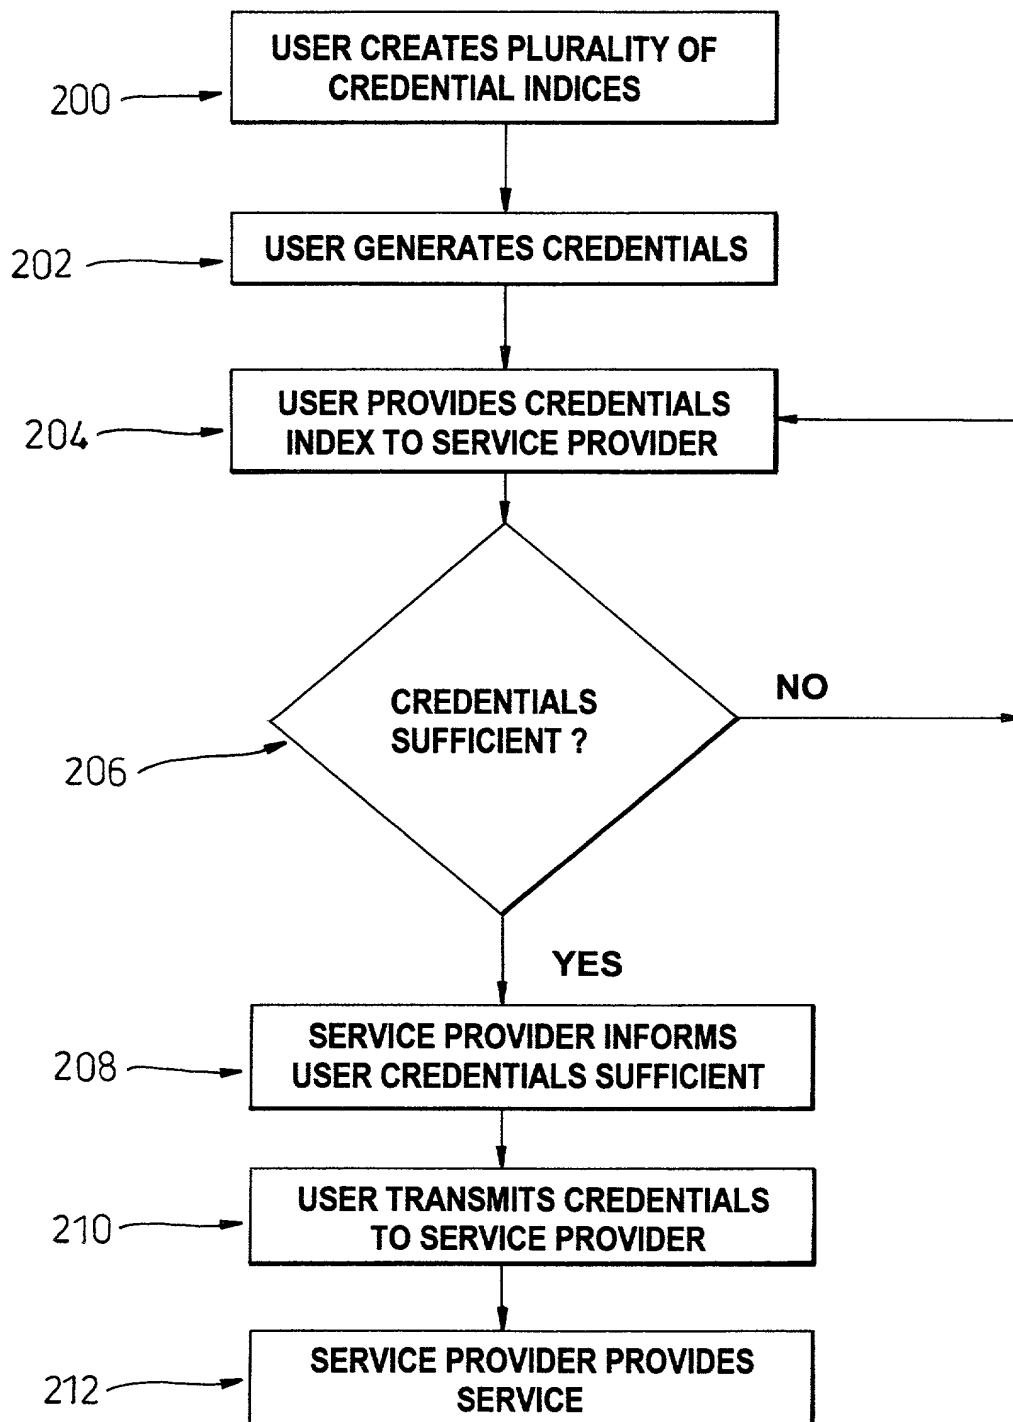 USER CREATES PLURALITY OF
CREDENTIAL INDICES
200
USER GENERATES CREDENTIALS
202
USER PROVIDES CREDENTIALS
INDEX TO SERVICE PROVIDER
204
CREDENTIALS
SUFFICIENT ?
NO
206
YES
SERVICE PROVIDER INFORMS
USER CREDENTIALS SUFFICIENT
208
USER TRANSMITS CREDENTIALS
TO SERVICE PROVIDER
210
SERVICE PROVIDER PROVIDES
SERVICE
212